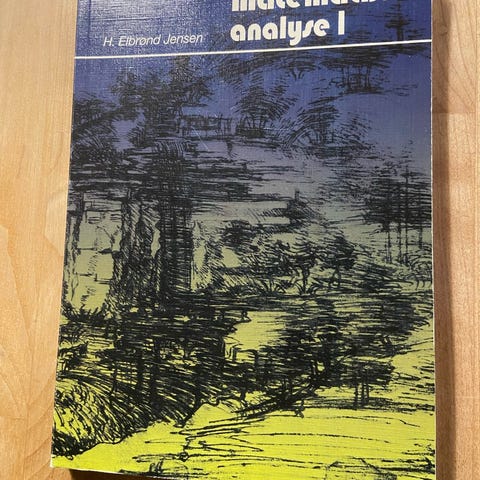 H. Elbrønd Jensen
analyse I